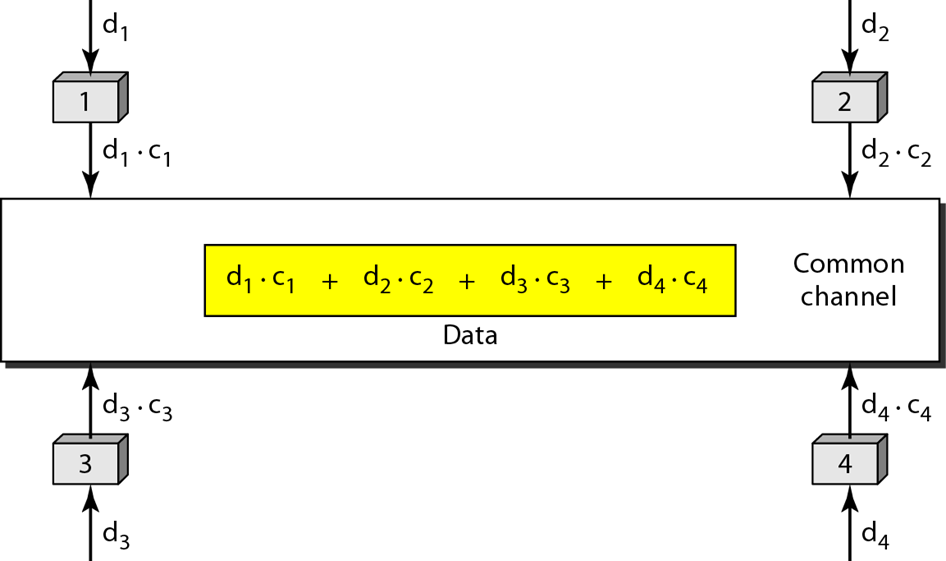 d₁
d₂
1
2
d₁ · c₁
d₂ · c₂
d₁ · c₁ + d₂ · c₂ + d₃ · c₃ + d₄ · c₄
Common
channel
Data
d₃ · c₃
d₄ · c₄
3
4
d₃
d₄